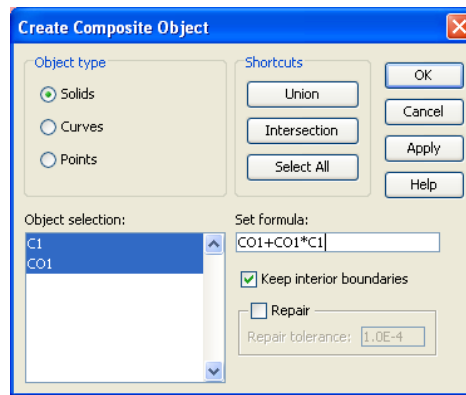 Create Composite Object
Object type
Solids
Curves
Points
Shortcuts
Union
Intersection
Select All
OK
Cancel
Apply
Help
Object selection:
C1
CO1
Set formula:
CO1+CO1*C1
Keep interior boundaries
Repair
Repair tolerance: 1.0E-4